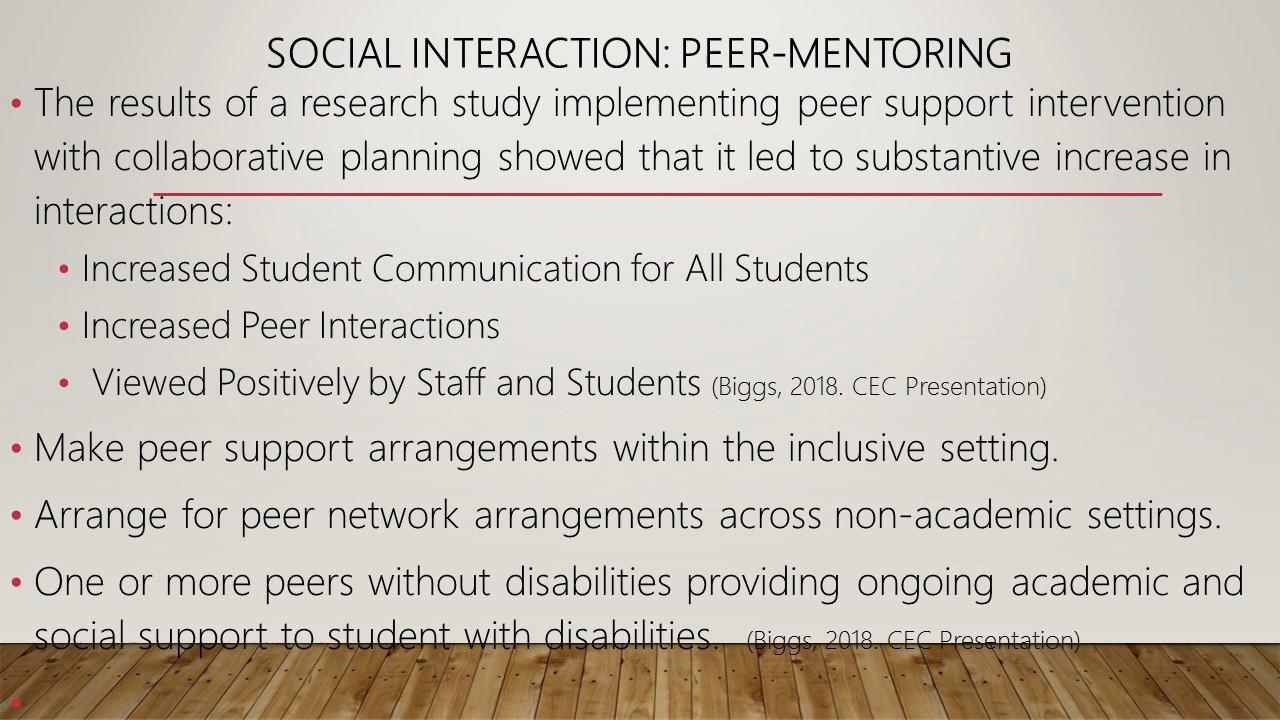 SOCIAL INTERACTION: PEER-MENTORING
• The results of a research study implementing peer support intervention
with collaborative planning showed that it led to substantive increase in
interactions:
• Increased Student Communication for All Students
• Increased Peer Interactions
• Viewed Positively by Staff and Students (Biggs, 2018. CEC Presentation)
• Make peer support arrangements within the inclusive setting.
• Arrange for peer network arrangements across non-academic settings.
• One or more peers without disabilities providing ongoing academic and
social support to student with disabilities. (Biggs, 2018. CEC Presentation)
•